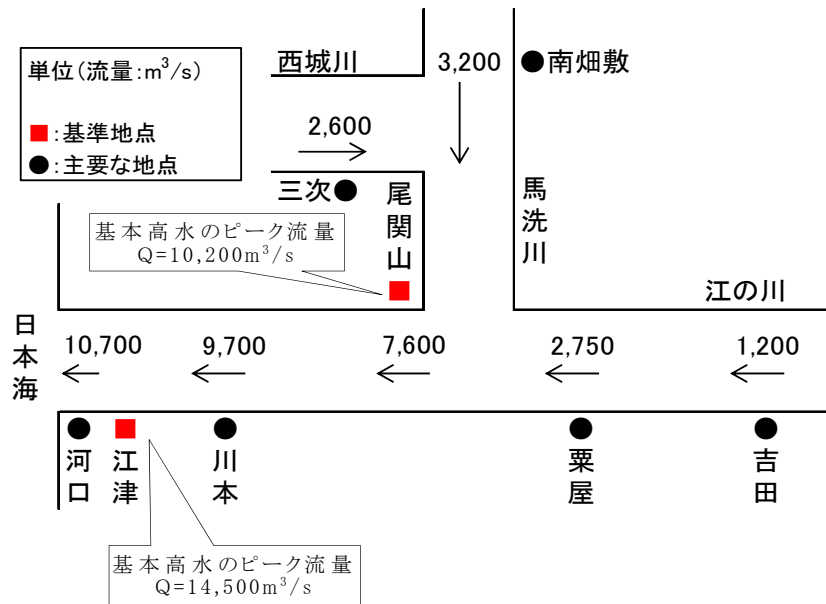 単位(流量:m³/s)
■:基準地点
●:主要な地点
西城川
3,200
●南畑敷
2,600
三次●
尾関山
馬洗川
基本高水のピーク流量
Q=10,200m³/s
江の川
日本海
10,700
9,700
7,600
2,750
1,200
河口
江津
川本
粟屋
吉田
基本高水のピーク流量
Q=14,500m³/s